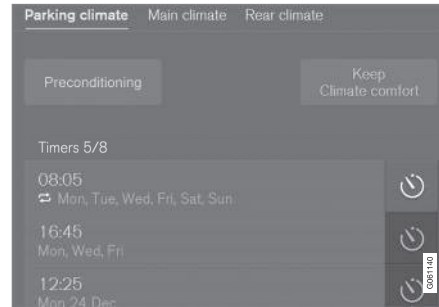 Parking climate Main climate Rear climate
Preconditioning
Keep
Climate comfort
Timers 5/8
08:05
Mon, Tue, Wed, Fri, Sat, Sun
16:45
Mon, Wed, Fri
12:25
Mon 24 Dec
G061140